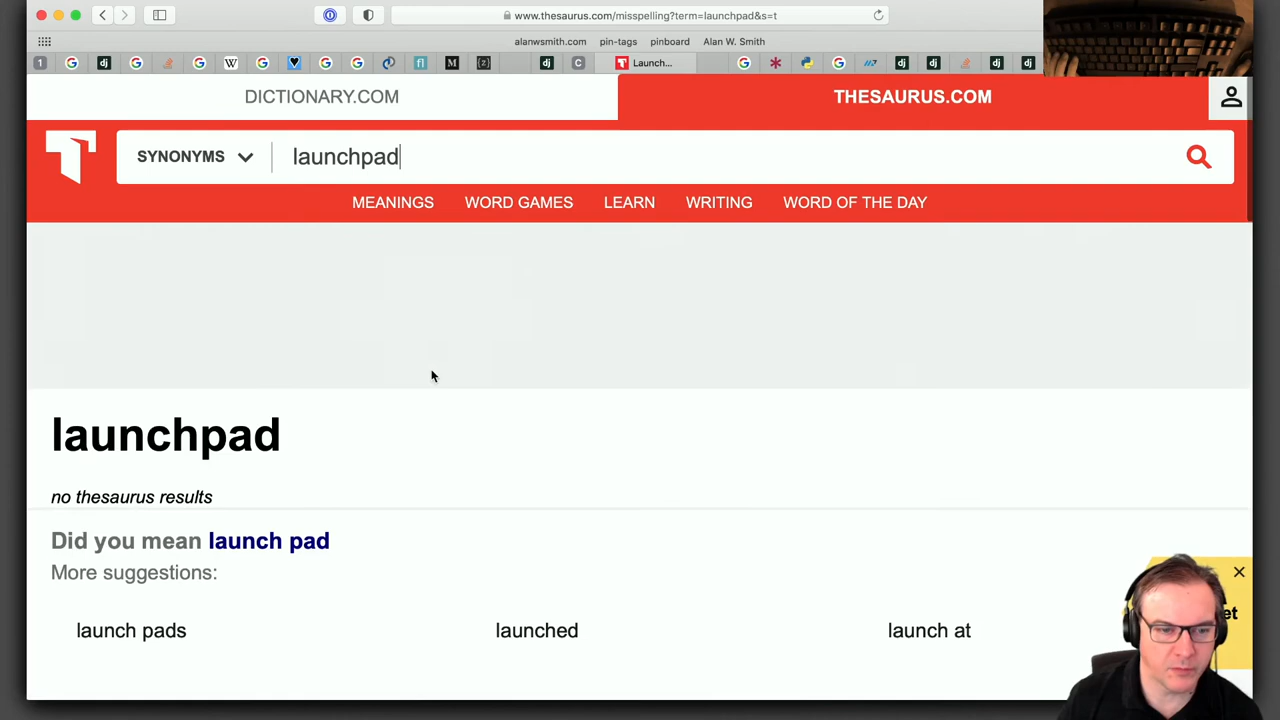 www.thesaurus.com/misspelling?term=launchpad&s=t
alanwsmith.com pin-tags pinboard Alan W. Smith
1 Launch...
DICTIONARY.COM THESAURUS.COM
SYNONYMS launchpad
MEANINGS WORD GAMES LEARN WRITING WORD OF THE DAY
launchpad
no thesaurus results
Did you mean launch pad
More suggestions:
launch pads launched launch at